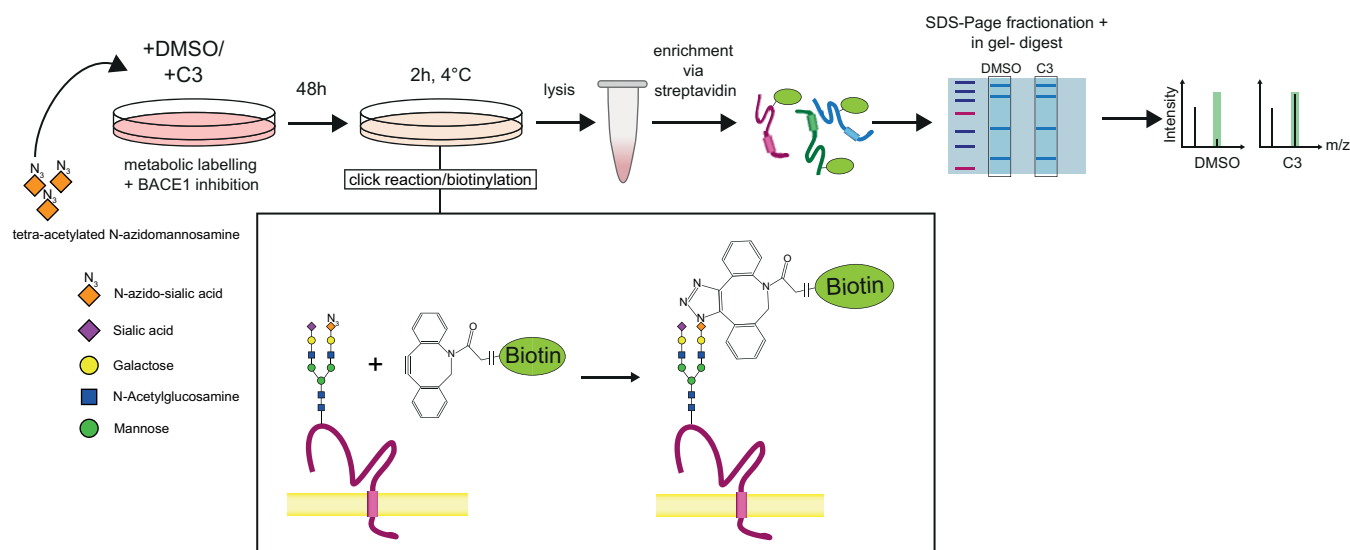 +DMSO/
+C3
48h
2h, 4°C
lysis
enrichment
via
streptavidin
SDS-Page fractionation +
in gel- digest
DMSO
C3
Intensity
DMSO
C3
m/z
metabolic labelling
+ BACE1 inhibition
click reaction/biotinylation
N3
N3
N3
tetra-acetylated N-azidomannosamine
N3
N-azido-sialic acid
Sialic acid
Galactose
N-Acetylglucosamine
Mannose
N3
+
N
O
Biotin
N
N
N
N
O
Biotin